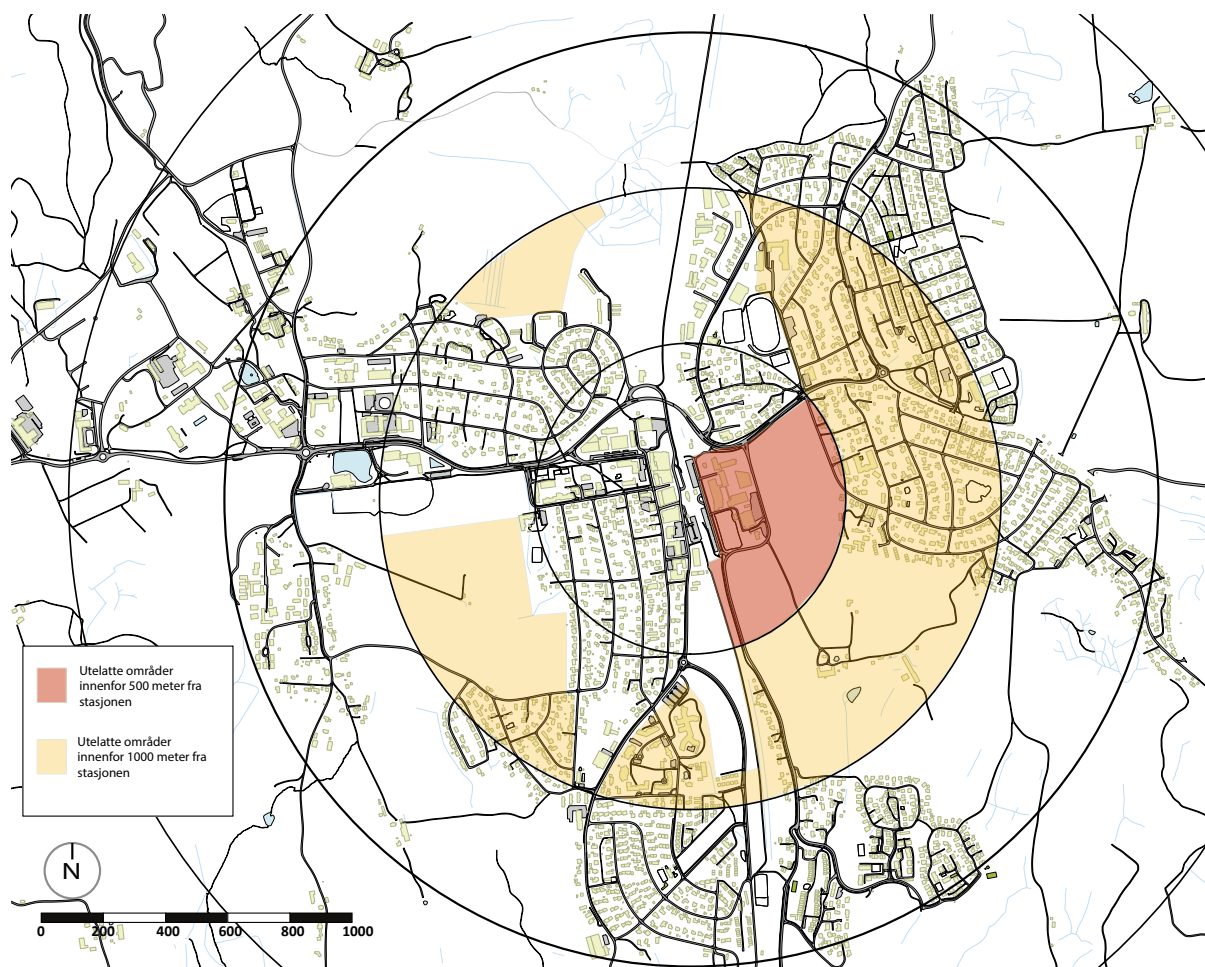 Utelatte områder
innenfor 500 meter fra
stasjonen
Utelatte områder
innenfor 1000 meter fra
stasjonen
N
0 200 400 600 800 1000